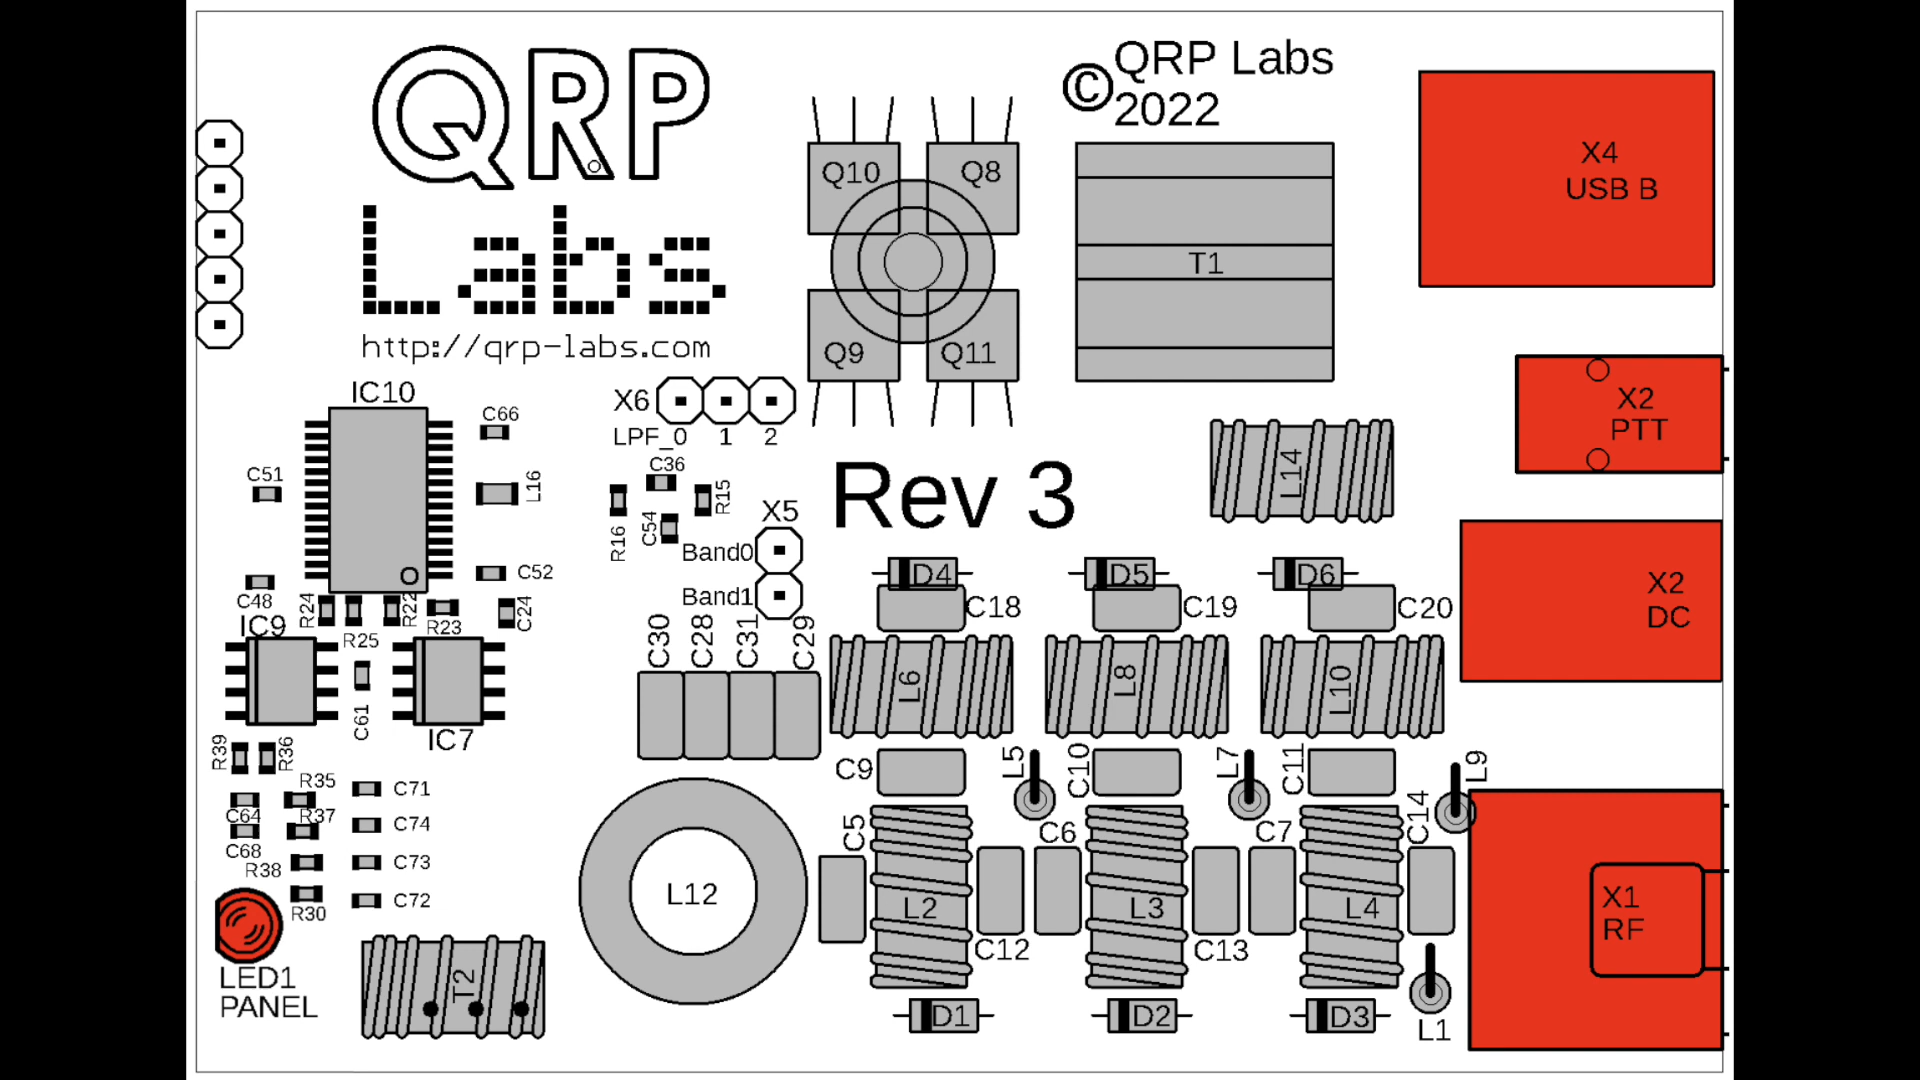 QRP
Labs
http://qrp-labs.com
©QRP Labs
2022
X4
USB B
Q10
Q8
T1
Q9
Q11
X2
PTT
IC10
C66
X6
LPF_0 1 2
C51
L16
C36
R16
C54
R15
X5
Rev 3
L14
Band0
Band1
D4
D5
D6
X2
DC
C52
C48
R24
R22
R23
C24
C18
C19
C20
IC9
R25
C30
C28
C31
C29
L6
L8
L10
C61
IC7
R39
R36
R35
C71
C9
L5
C10
L7
C11
L9
C64
R37
C74
C5
C6
C7
C14
C68
R38
C73
L12
R30
C72
L2
L3
L4
X1
RF
C12
C13
LED1
PANEL
T2
D1
D2
D3
L1